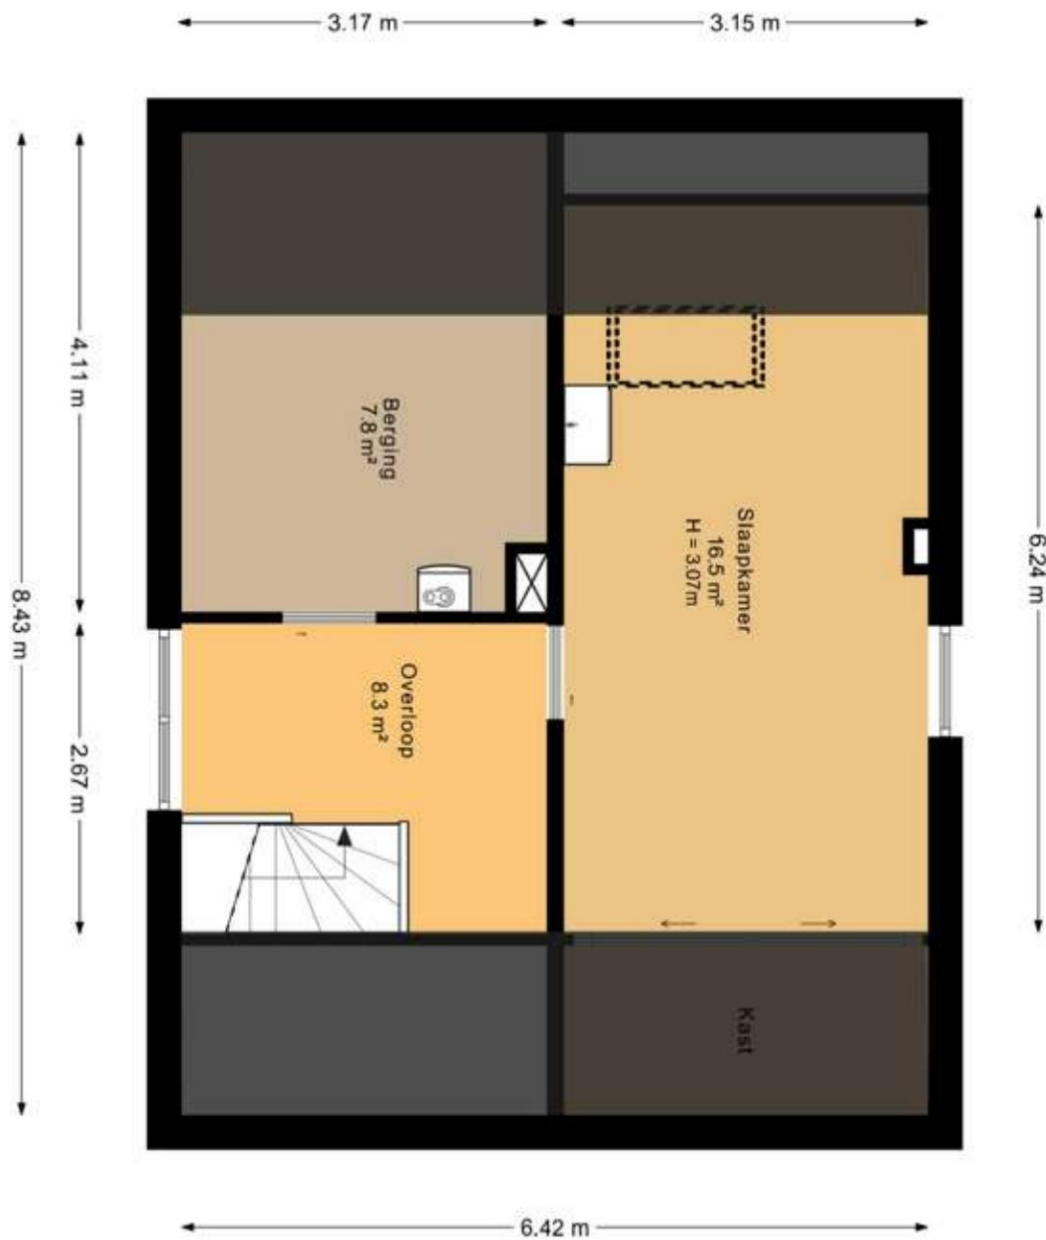 3.17 m
3.15 m
4.11 m
8.43 m
Berging
7.8 m²
Slaapkamer
16.5 m²
H = 3.07m
6.24 m
Overloop
8.3 m²
2.67 m
Kast
6.42 m